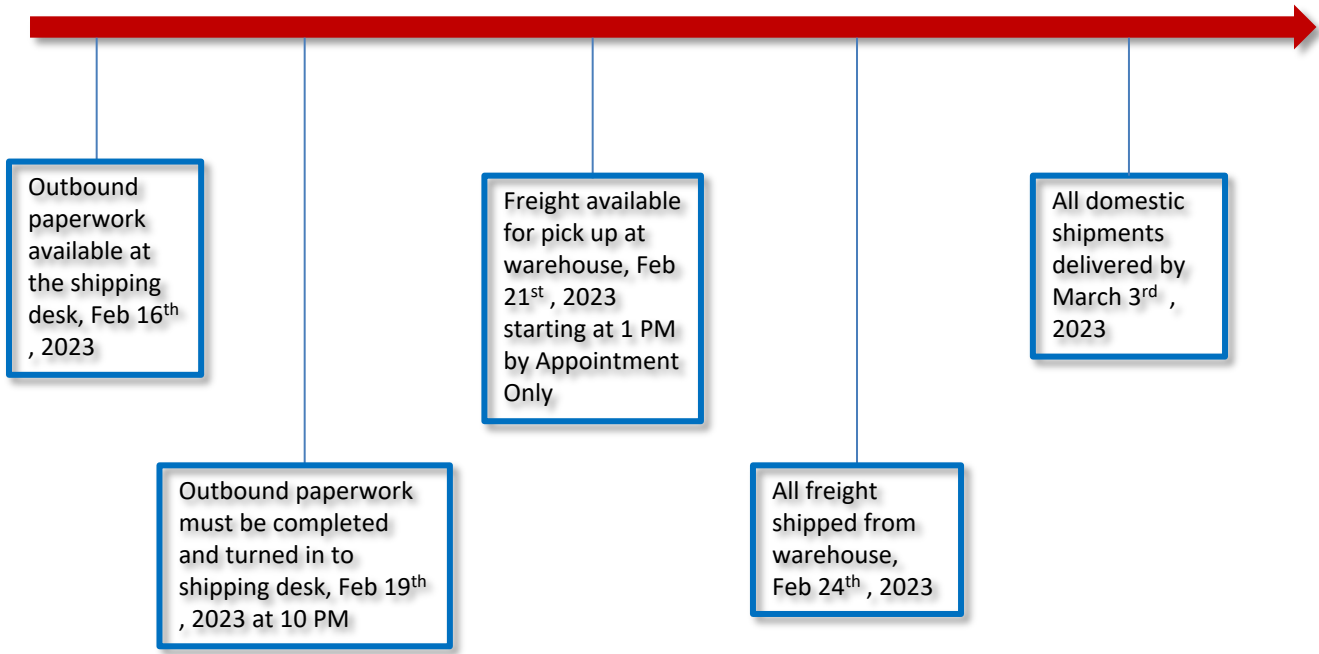 Outbound
paperwork
available at
the shipping
desk, Feb 16th
, 2023
Outbound paperwork
must be completed
and turned in to
shipping desk, Feb 19th
, 2023 at 10 PM
Freight available
for pick up at
warehouse, Feb
21st , 2023
starting at 1 PM
by Appointment
Only
All freight
shipped from
warehouse,
Feb 24th , 2023
All domestic
shipments
delivered by
March 3rd ,
2023